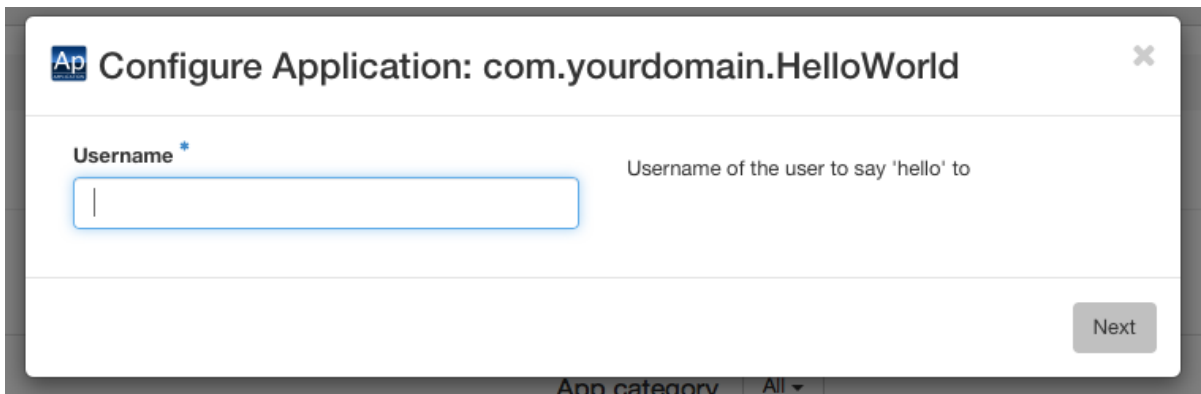 Ap Configure Application: com.yourdomain.HelloWorld ×
APPLICATION
Username *
Username of the user to say 'hello' to
Next
App category All